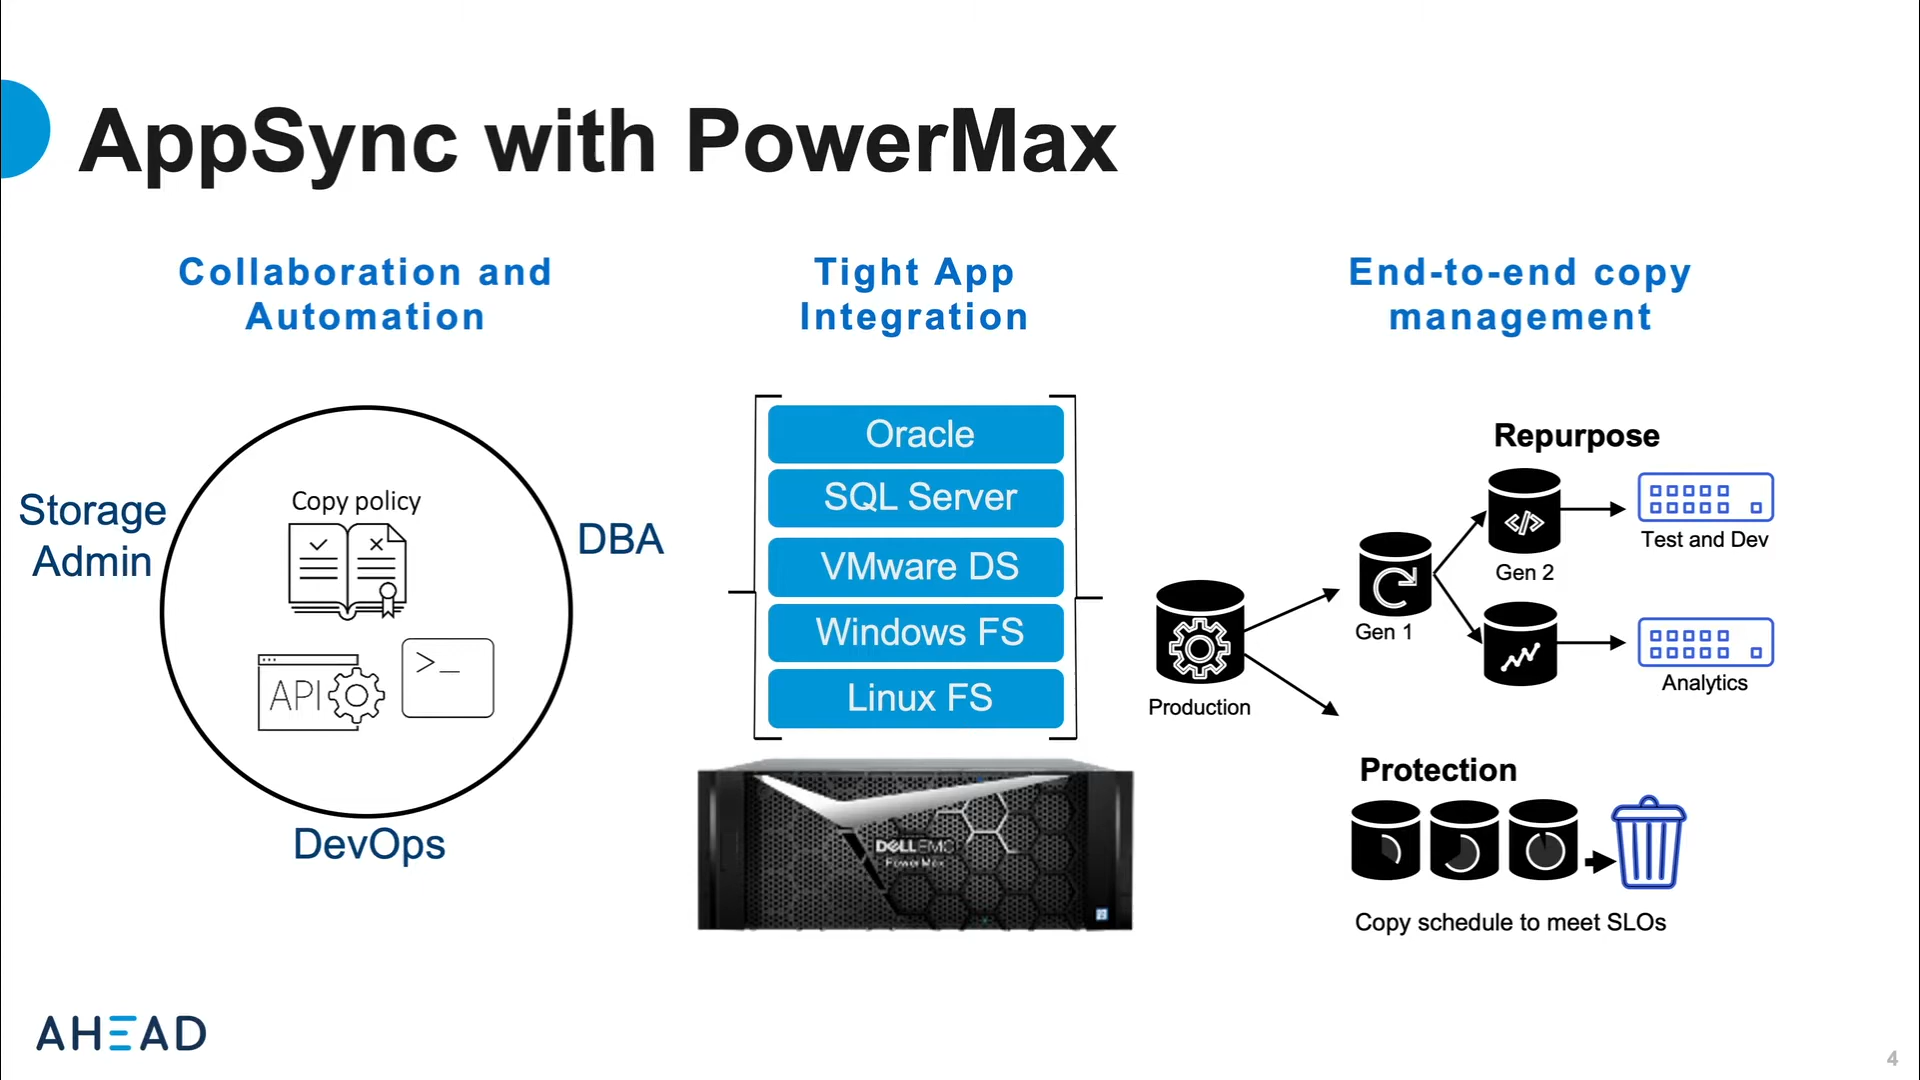 AppSync with PowerMax
Collaboration and
Automation
Storage
Admin
Copy policy
API
>_
DBA
DevOps
Tight App
Integration
Oracle
SQL Server
VMware DS
Windows FS
Linux FS
DELLEMC
PowerMax
End-to-end copy
management
Production
Repurpose
Gen 1
</>
Gen 2
Test and Dev
Analytics
Protection
Copy schedule to meet SLOs
AHEAD
4